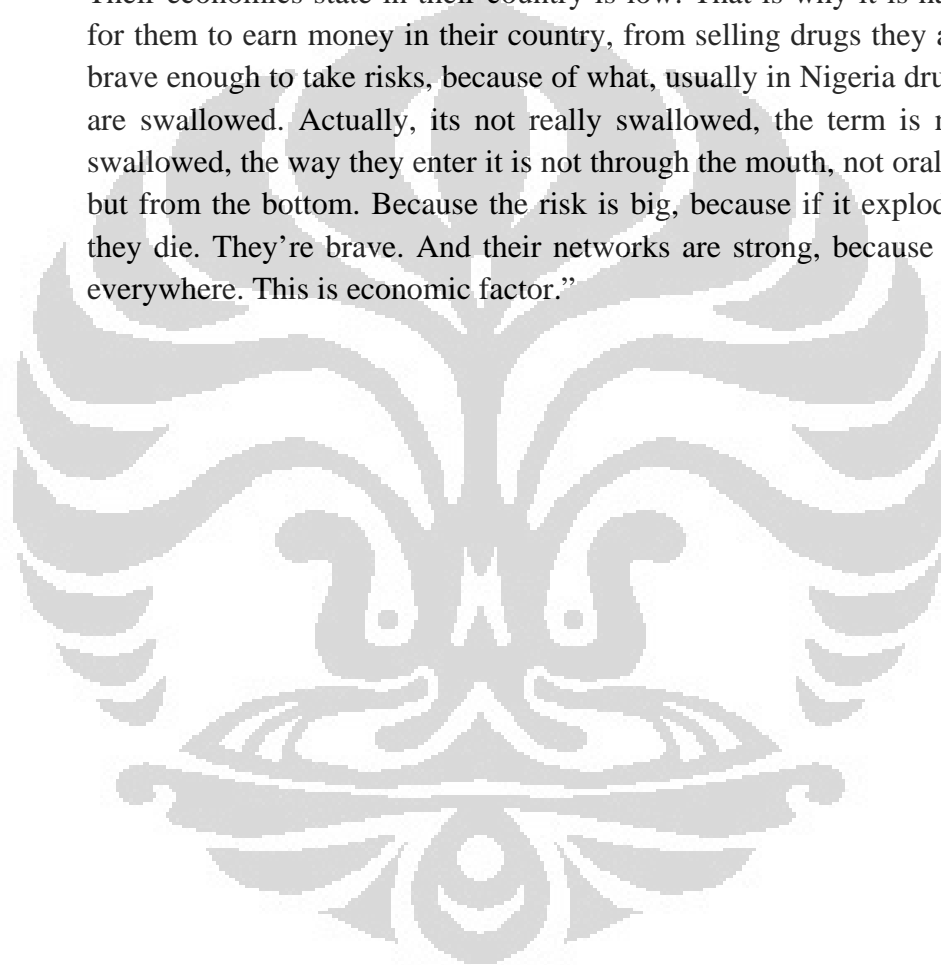 Their economics state in their country is low. That is why it is
for them to earn money in their country, from selling drugs they
brave enough to take risks, because of what, usually in Nigeria
are swallowed. Actually, its not really swallowed, the term is
swallowed, the way they enter it is not through the mouth, not
but from the bottom. Because the risk is big, because if it
they die. They’re brave. And their networks are strong, because
everywhere. This is economic factor.”